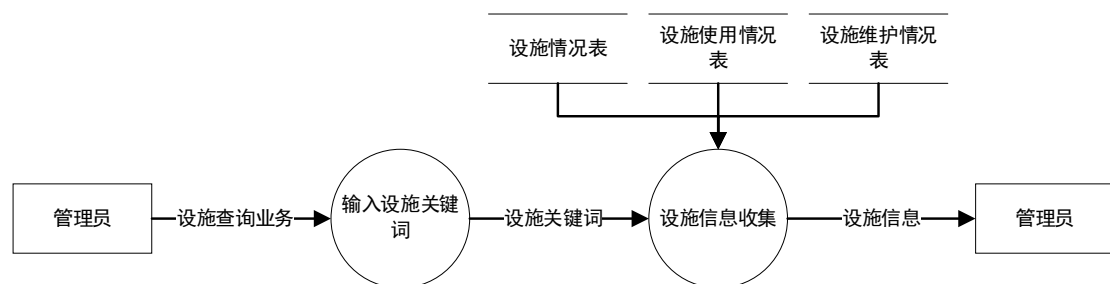 设施情况表
设施使用情况
表
设施维护情况
表
管理员
设施查询业务
输入设施关键
词
设施关键词
设施信息收集
设施信息
管理员